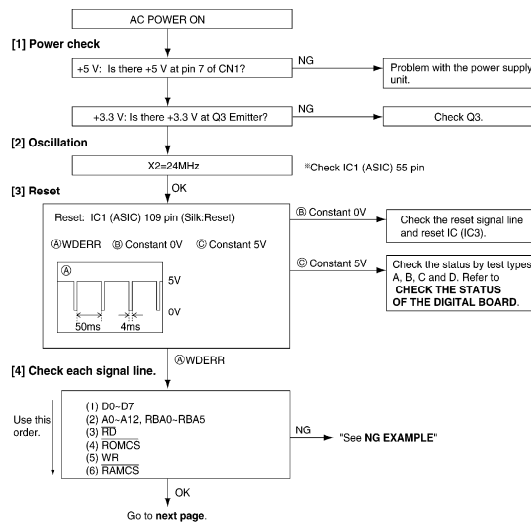 AC POWER ON
[1] Power check
+5 V: Is there +5 V at pin 7 of CN1?
NG
Problem with the power supply
unit.
+3.3 V: Is there +3.3 V at Q3 Emitter?
NG
Check Q3.
[2] Oscillation
X2=24MHz
*Check IC1 (ASIC) 55 pin
OK
[3] Reset
Reset: IC1 (ASIC) 109 pin (Silk:Reset)
ⒶWDERR Ⓑ Constant 0V Ⓒ Constant 5V
Ⓐ
5V
0V
50ms
4ms
Ⓑ Constant 0V
Check the reset signal line
and reset IC (IC3).
Ⓒ Constant 5V
Check the status by test types
A, B, C and D. Refer to
CHECK THE STATUS
OF THE DIGITAL BOARD.
ⒶWDERR
[4] Check each signal line.
Use this
order.
(1) D0~D7
(2) A0~A12, RBA0~RBA5
(3) RD
(4) ROMCS
(5) WR
(6) RAMCS
NG
"See NG EXAMPLE"
OK
Go to next page.